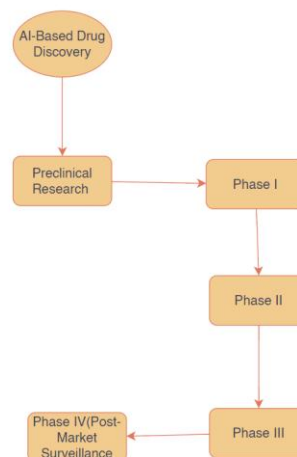 AI-Based Drug
Discovery
Preclinical
Research
Phase I
Phase II
Phase III
Phase IV(Post-
Market
Surveillance